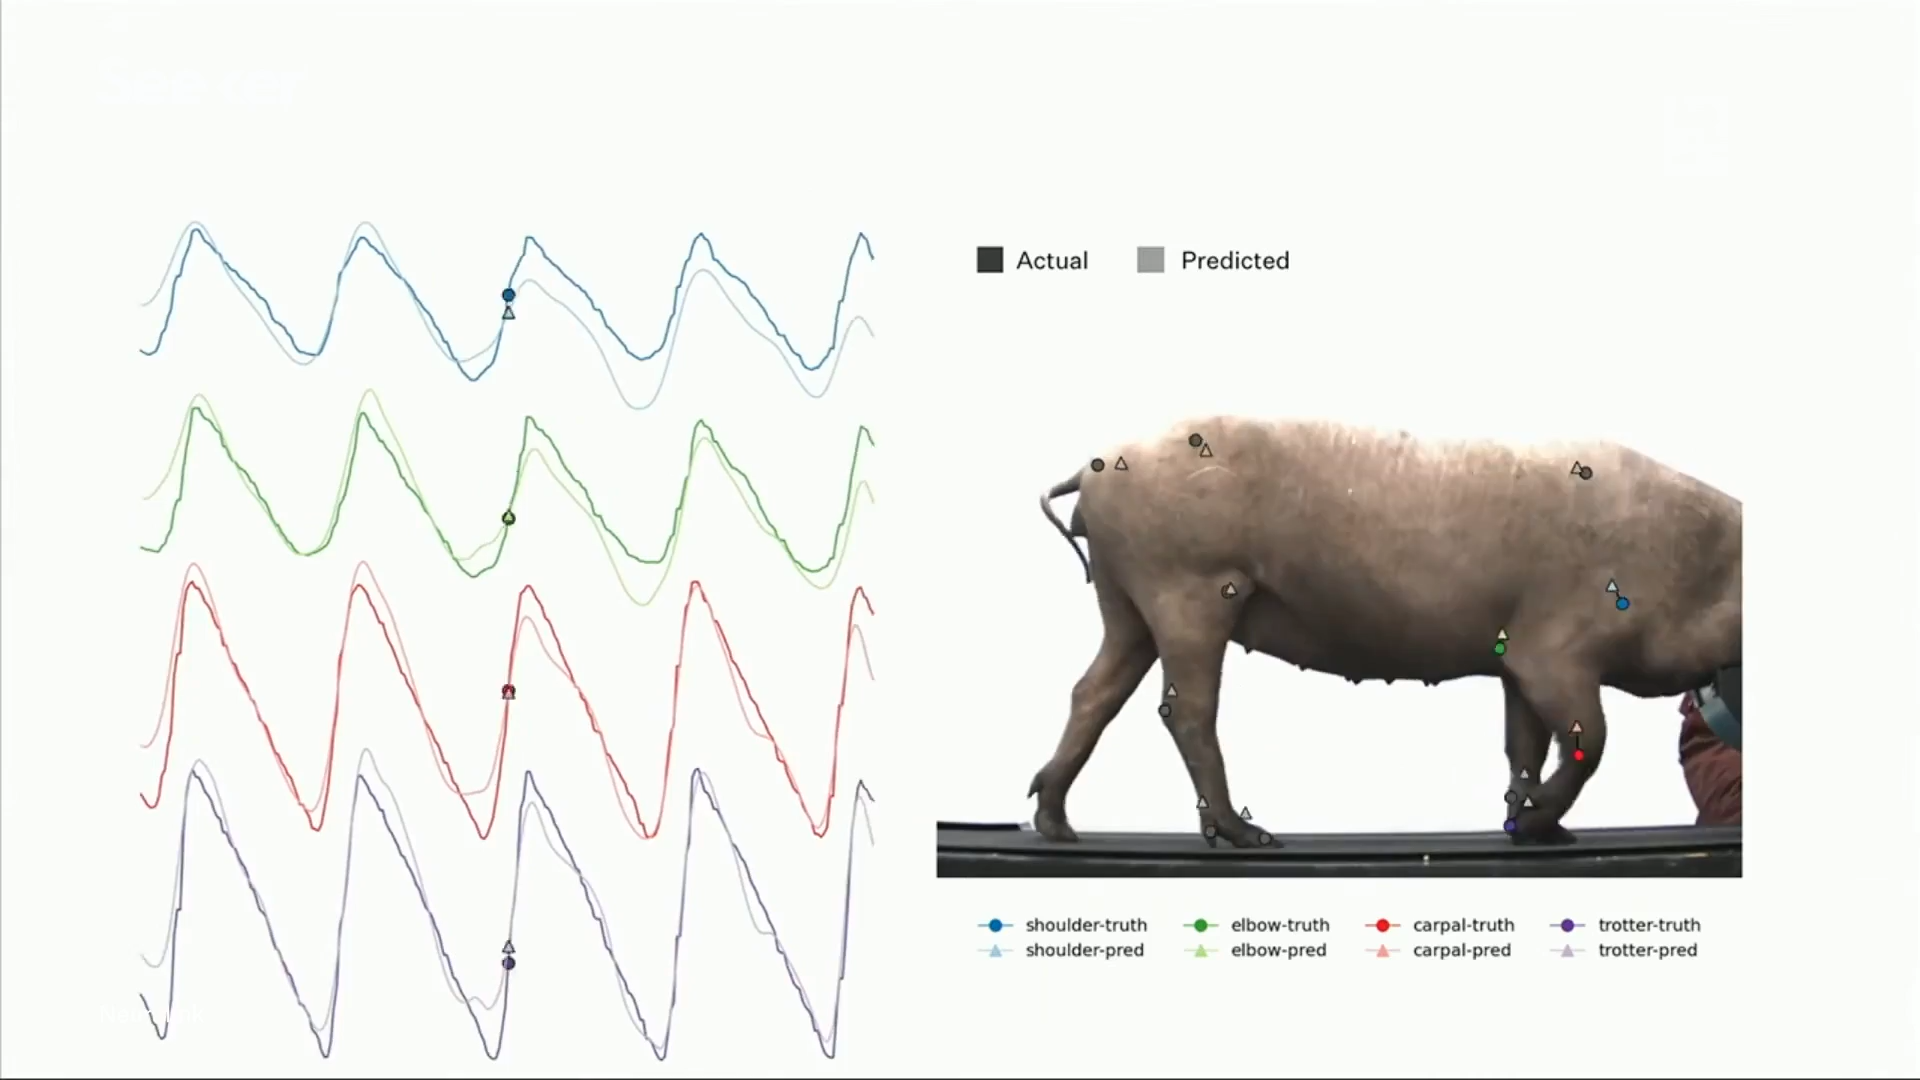 Actual Predicted
shoulder-truth elbow-truth carpal-truth trotter-truth
shoulder-pred elbow-pred carpal-pred trotter-pred